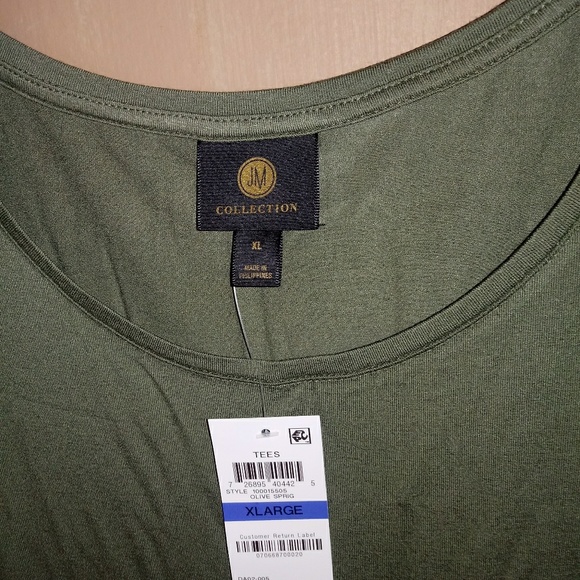 JM
COLLECTION
XL
MADE IN
PHILIPPINES
TEES
7 26895 40442 5
STYLE 100015505
OLIVE SPRIG
XLARGE
Customer Return Label
070668700020